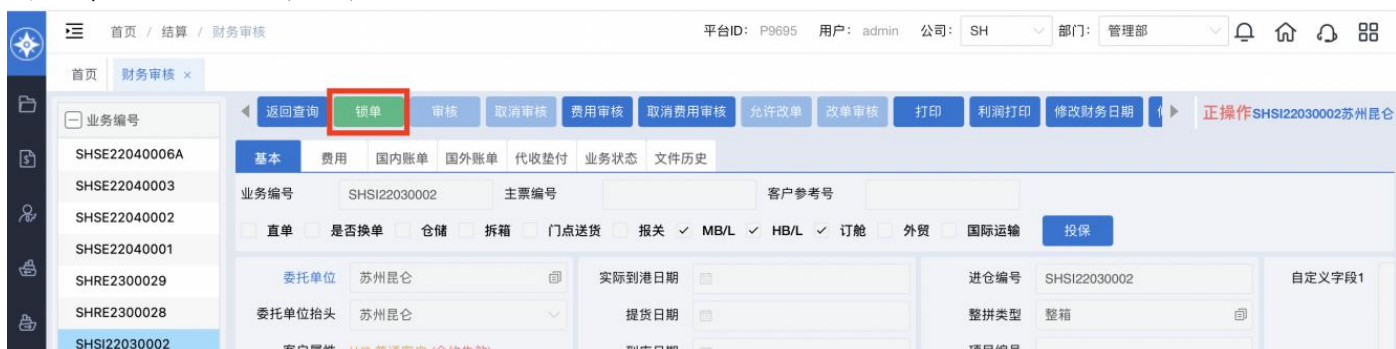 首页 / 结算 / 财务审核 平台ID: P9695 用户: admin 公司: SH 部门: 管理部
首页 财务审核 ×
返回查询 锁单 审核 取消审核 费用审核 取消费用审核 允许改单 改单审核 打印 利润打印 修改财务日期 正操作SHSI22030002苏州昆仑
业务编号
SHSE22040006A
SHSE22040003
SHSE22040002
SHSE22040001
SHRE2300029
SHRE2300028
SHSI22030002
基本 费用 国内账单 国外账单 代收垫付 业务状态 文件历史
业务编号 SHSI22030002 主票编号 客户参考号
直单 是否换单 仓储 拆箱 门点送货 报关 MB/L HB/L 订舱 外贸 国际运输 投保
委托单位 苏州昆仑 实际到港日期 进仓编号 SHSI22030002 自定义字段1
委托单位抬头 苏州昆仑 提货日期 整拼类型 整箱